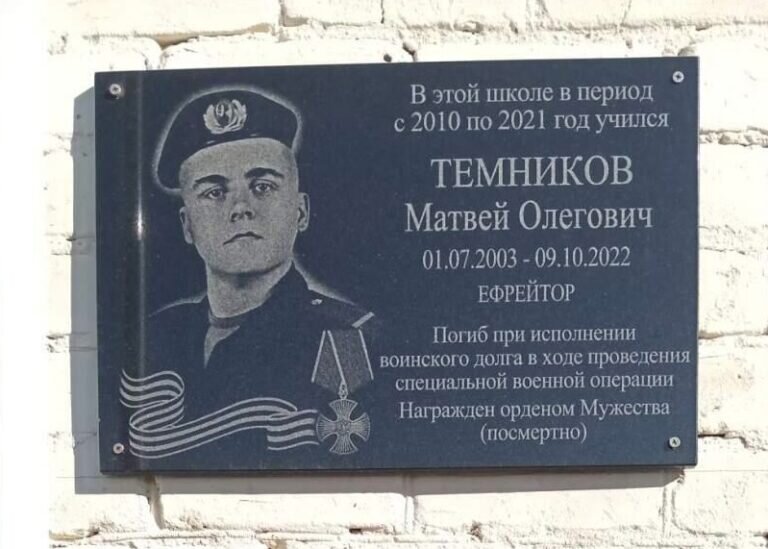 В этой школе в период
с 2010 по 2021 год учился
ТЕМНИКОВ
Матвей Олегович
01.07.2003 - 09.10.2022
ЕФРЕЙТОР
Погиб при исполнении
воинского долга в ходе проведения
специальной военной операции
Награжден орденом Мужества
(посмертно)